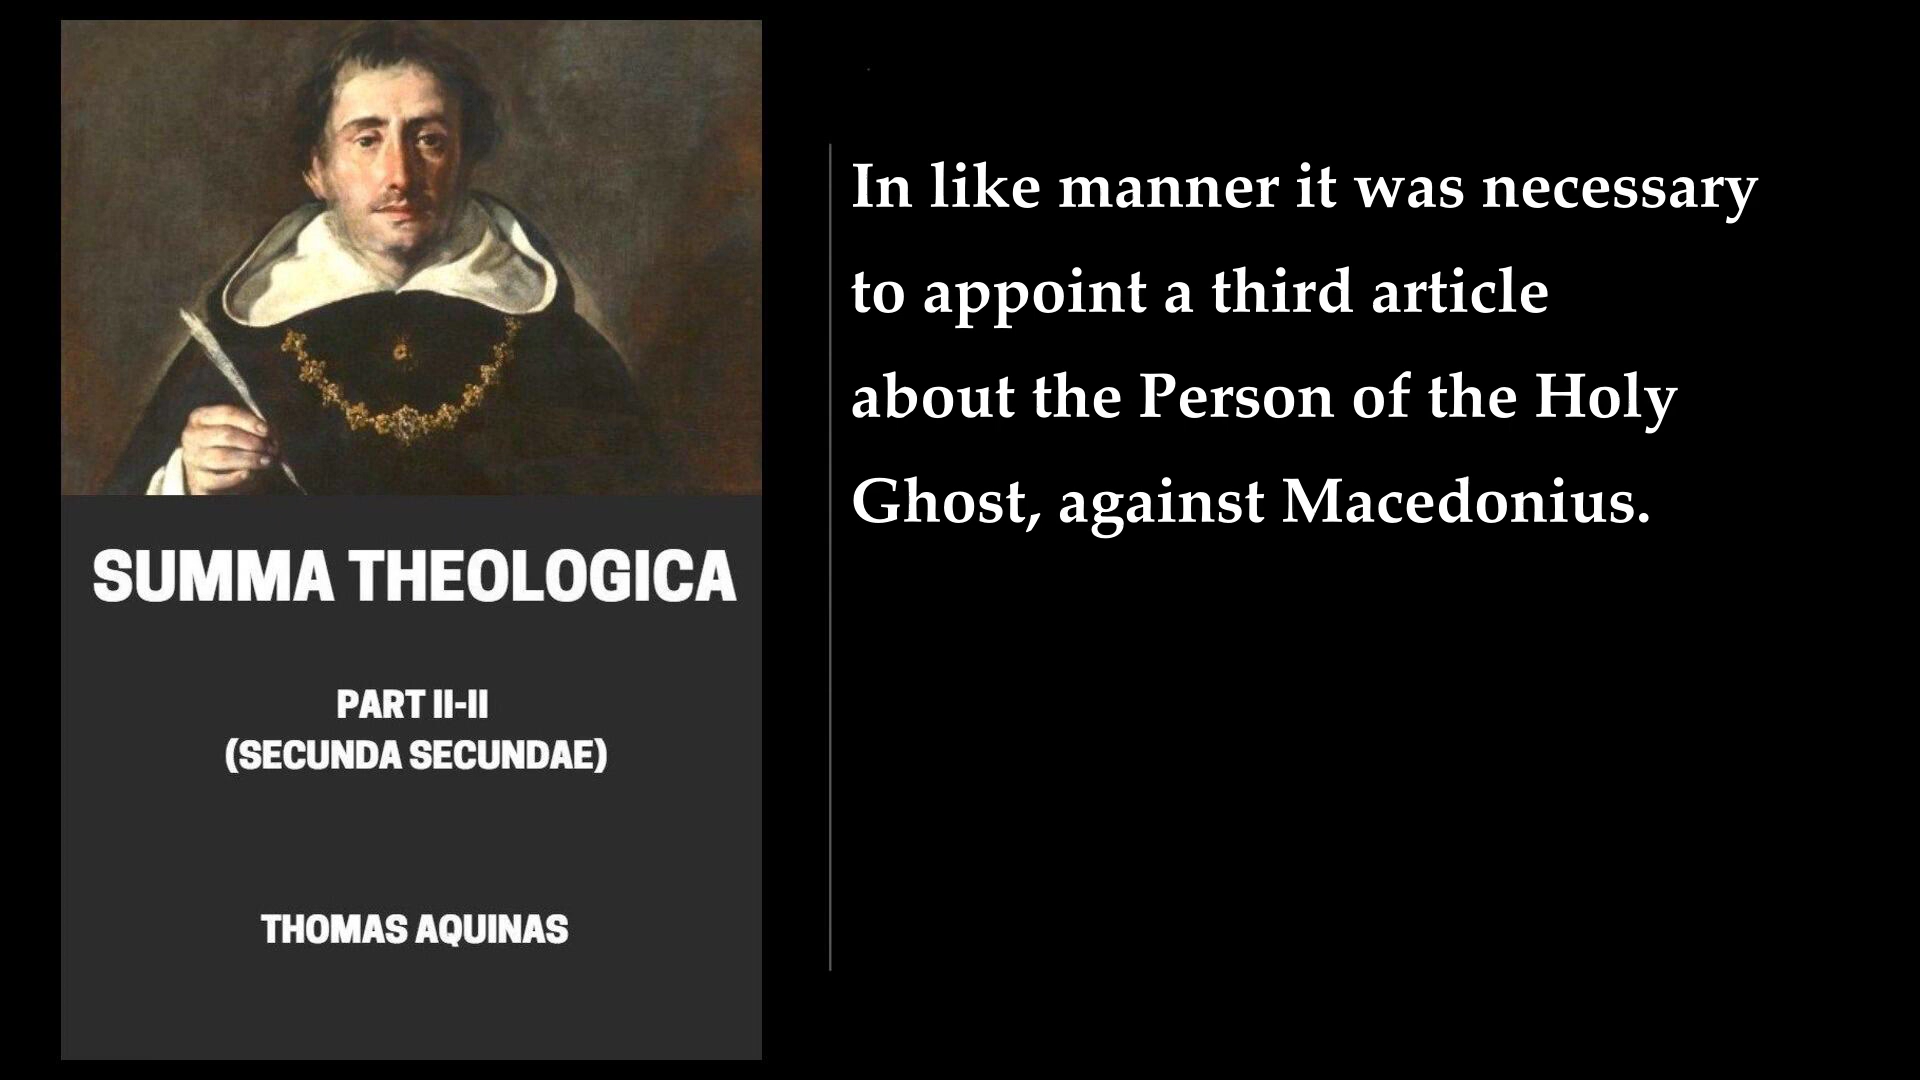 SUMMA THEOLOGICA
PART II-II
(SECUNDA SECUNDAE)
THOMAS AQUINAS
In like manner it was necessary
to appoint a third article
about the Person of the Holy
Ghost, against Macedonius.